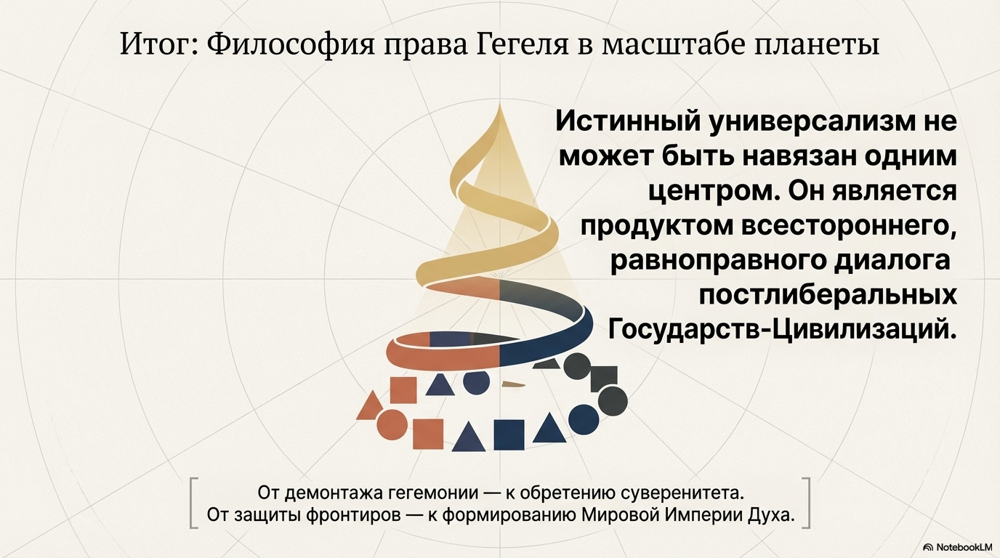 Итог: Философия права Гегеля в масштабе планеты
Истинный универсализм не
может быть навязан одним
центром. Он является
продуктом всестороннего,
равноправного диалога
постлиберальных
Государств-Цивилизаций.
От демонтажа гегемонии — к обретению суверенитета.
От защиты фронтиров — к формированию Мировой Империи Духа.
NotebookLM